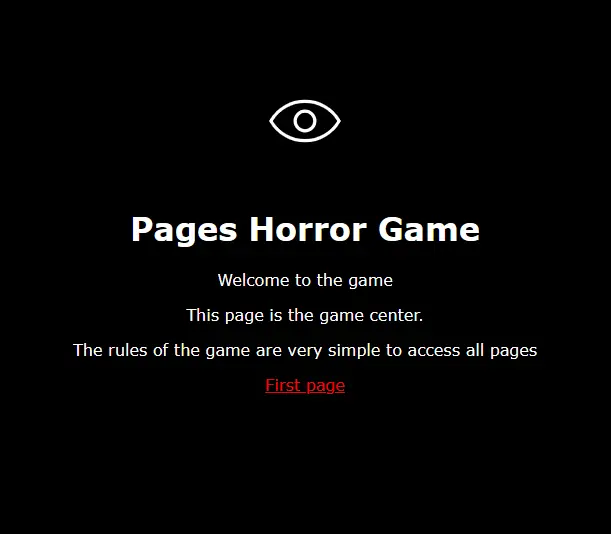 Pages Horror Game
Welcome to the game
This page is the game center.
The rules of the game are very simple to access all pages
First page